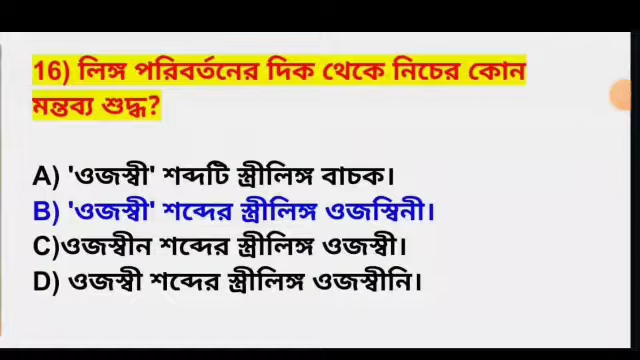 16) লিঙ্গ পরিবর্তনের দিক থেকে নিচের কোন
মন্তব্য শুদ্ধ?
A) 'ওজস্বী' শব্দটি স্ত্রীলিঙ্গ বাচক।
B) 'ওজস্বী' শব্দের স্ত্রীলিঙ্গ ওজস্বিনী।
C)ওজস্বীন শব্দের স্ত্রীলিঙ্গ ওজস্বী।
D) ওজস্বী শব্দের স্ত্রীলিঙ্গ ওজস্বীনি।